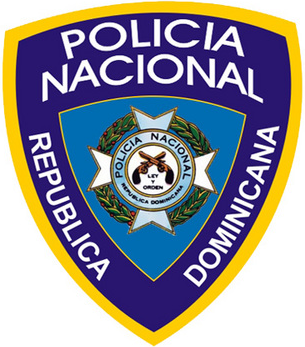 POLICIA
NACIONAL
REPUBLICA
DOMINICANA
POLICIA NACIONAL
LEY
Y
ORDEN
REPUBLICA DOMINICANA